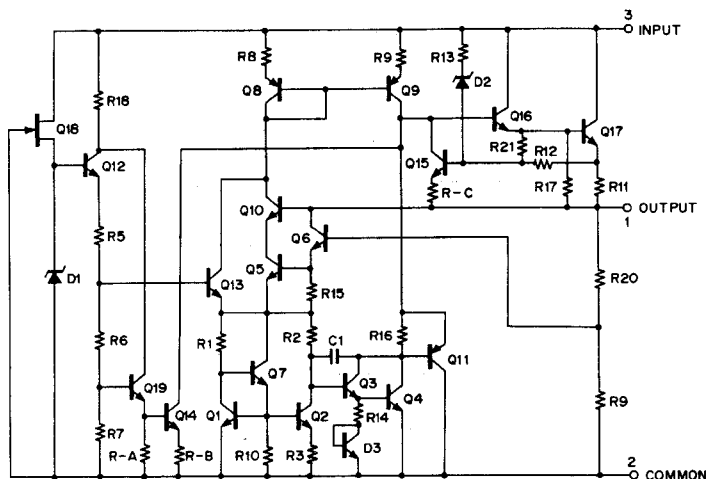 3
INPUT
R8
R9
R13
D2
R18
Q8
Q9
Q16
Q17
Q18
Q12
Q15
R21
R12
R-C
R17
R11
Q10
OUTPUT
1
R5
Q6
D1
Q5
Q13
R15
R20
R6
R1
R2
C1
R16
Q11
Q7
Q3
Q19
Q14
Q1
Q2
R14
Q4
R9
R7
R-A
R-B
R10
R3
D3
2
COMMON